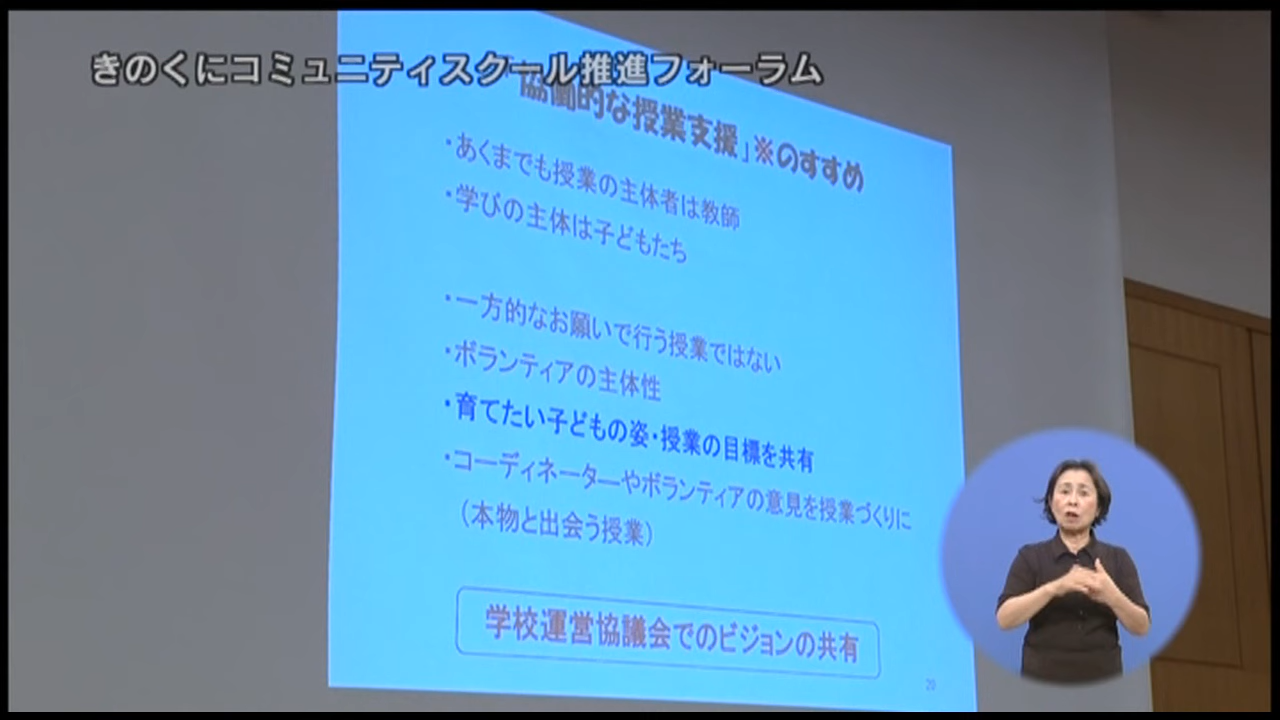 きのくにコミュニティスクール推進フォーラム
協働的な授業支援」※のすすめ
・あくまでも授業の主体者は教師
・学びの主体は子どもたち
・一方的なお願いで行う授業ではない
・ボランティアの主体性
・育てたい子どもの姿・授業の目標を共有
・コーディネーターやボランティアの意見を授業づくりに
（本物と出会う授業）
学校運営協議会でのビジョンの共有
20